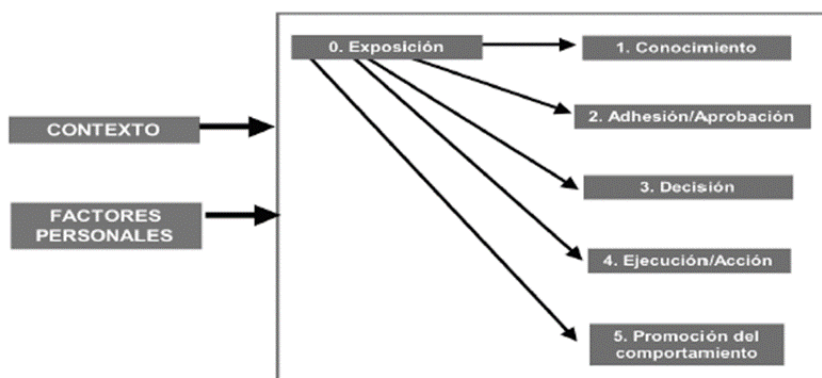 0. Exposición
1. Conocimiento
CONTEXTO
2. Adhesión/Aprobación
3. Decisión
FACTORES
PERSONALES
4. Ejecución/Acción
5. Promoción del
comportamiento